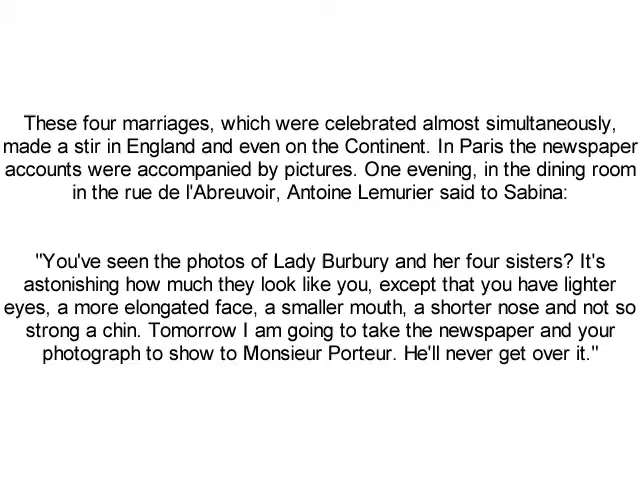 These four marriages, which were celebrated almost simultaneously,
made a stir in England and even on the Continent. In Paris the newspaper
accounts were accompanied by pictures. One evening, in the dining room
in the rue de l'Abreuvoir, Antoine Lemurier said to Sabina:
"You've seen the photos of Lady Burbury and her four sisters? It's
astonishing how much they look like you, except that you have lighter
eyes, a more elongated face, a smaller mouth, a shorter nose and not so
strong a chin. Tomorrow I am going to take the newspaper and your
photograph to show to Monsieur Porteur. He'll never get over it."